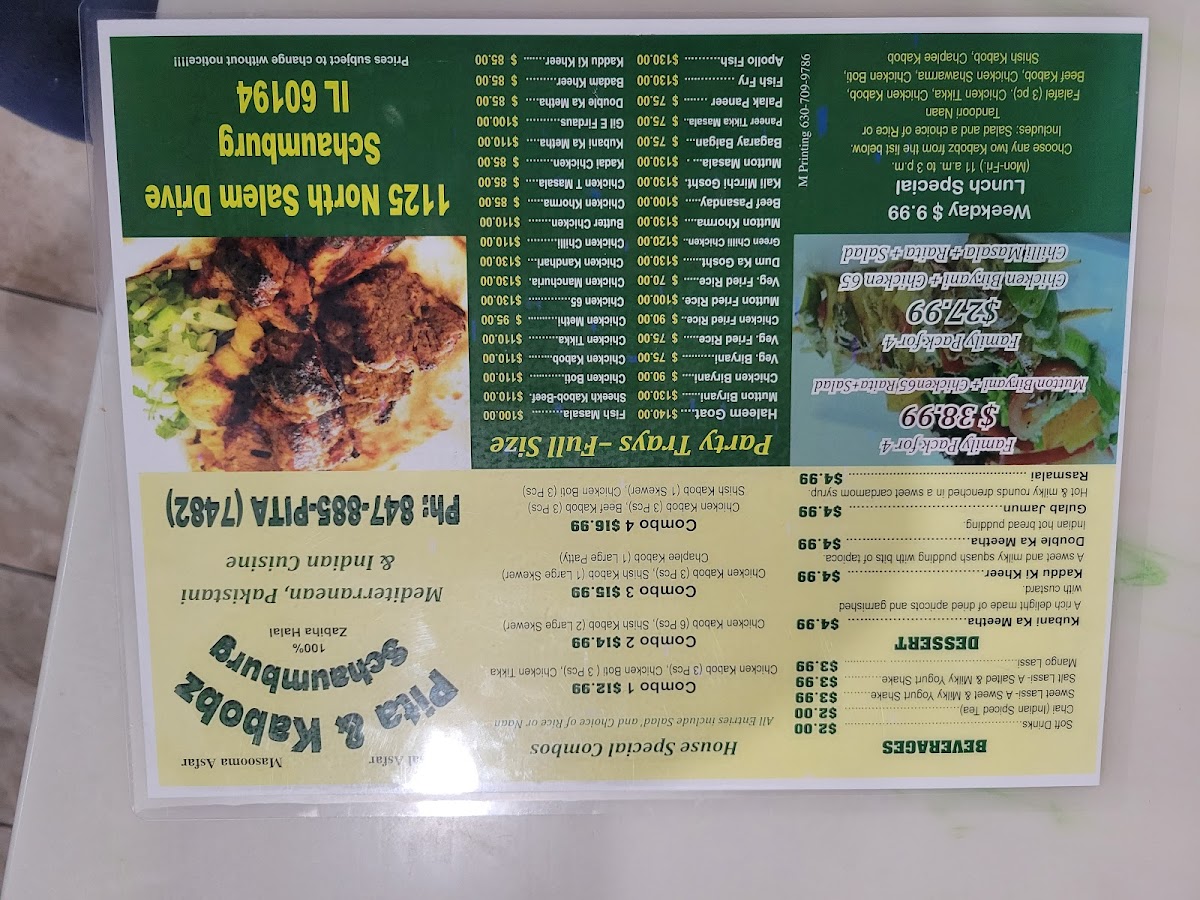 BEVERAGES
Soft Drinks............................................ $2.00
Chai (Indian Spiced Tea)................... $2.00
Sweet Lassi- A Sweet & Milky Yogurt Shake....... $3.99
Salt Lassi- A Salted & Milky Yogurt Shake........ $3.99
Mango Lassi........................................ $3.99
DESSERT
Kubani Ka Meetha............................... $4.99
A rich delight made of dried apricots and garnished
with custard.
Kaddu Ki Kheer................................. $4.99
A sweet and milky squash pudding with bits of tapioca.
Double Ka Meetha............................. $4.99
Indian hot bread pudding.
Gulab Jamun..................................... $4.99
Hot & milky rounds drenched in a sweet cardamom syrup.
Rasmalai .......................................... $4.99
Family Pack for 4
$38.99
Mutton Biryani+Chicken65 Raita+Salad
Family Pack for 4
$27.99
Chicken Biryani+Chicken 65
Chilli Masala+Raita+Salad
Weekday $ 9.99
Lunch Special
(Mon-Fri.) 11 a.m. to 3 p.m.
Choose any two Kabobz from the list below.
Includes: Salad and a choice of Rice or
Tandoori Naan
Falafel (3 pc.), Chicken Tikka, Chicken Kabob,
Beef Kabob, Chicken Shawarma, Chicken Boti,
Shish Kabob, Chaplee Kabob
House Special Combos
All Entries include Salad' and Choice of Rice or Naan
Combo 1 $12.99
Chicken Kabob (3 Pcs), Chicken Boti ( 3 Pcs), Chicken Tikka
Combo 2 $14.99
Chicken Kabob (6 Pcs), Shish Kabob (2 Large Skewer)
Combo 3 $15.99
Chicken Kabob (3 Pcs), Shish Kabob (1 Large Skewer)
Chaplee Kabob (1 Large Patty)
Combo 4 $16.99
Chicken Kabob (3 Pcs), Beef Kabob (3 Pcs)
Shish Kabob (1 Skewer), Chicken Boti (3 Pcs)
Party Trays – Full Size
Haleem Goat.... $140.00
Mutton Biryani...... $130.00
Chicken Biryani.... $ 90.00
Veg. Biryani......... $ 75.00
Veg. Fried Rice..... $ 75.00
Chicken Fried Rice.. $ 90.00
Mutton Fried Rice. $100.00
Veg. Fried Rice..... $ 70.00
Dum Ka Gosht...... $130.00
Green Chilli Chicken.. $120.00
Mutton Khorma.... $130.00
Beef Pasanday..... $100.00
Kali Mirchi Gosht. $130.00
Mutton Masala... . $130.00
Bagaray Baigan... $ 75.00
Paneer Tikka Masala.. $ 75.00
Palak Paneer ....... $ 75.00
Fish Fry ............... $130.00
Apollo Fish........... $130.00
Fish Masala.......... $100.00
Sheekh Kabob-Beef. $110.00
Chicken Boti........ $110.00
Chicken Kabob.... $110.00
Chicken Tikka...... $110.00
Chicken Methi..... $ 95.00
Chicken 65.......... $ 130.00
Chicken Manchuria. $130.00
Chicken Kandhari... $130.00
Chicken Chilli......... $110.00
Butter Chicken....... $110.00
Chicken Khorma... $ 85.00
Chicken T Masala.. $ 85.00
Kadai Chicken...... $ 85.00
Kubani Ka Metha.... $110.00
Gil E Firdaus......... $100.00
Double Ka Metha... $ 85.00
Badam Kheer........ $ 85.00
Kaddu Ki Kheer..... $ 85.00
M Printing 630-709-9786
al Asfar
Masooma Asfar
Pita & Kabobz
Schaumburg
100%
Zabiha Halal
Mediterranean, Pakistani
& Indian Cuisine
Ph: 847-885-PITA (7482)
1125 North Salem Drive
Schaumburg
IL 60194
Prices subject to change without notice!!!!